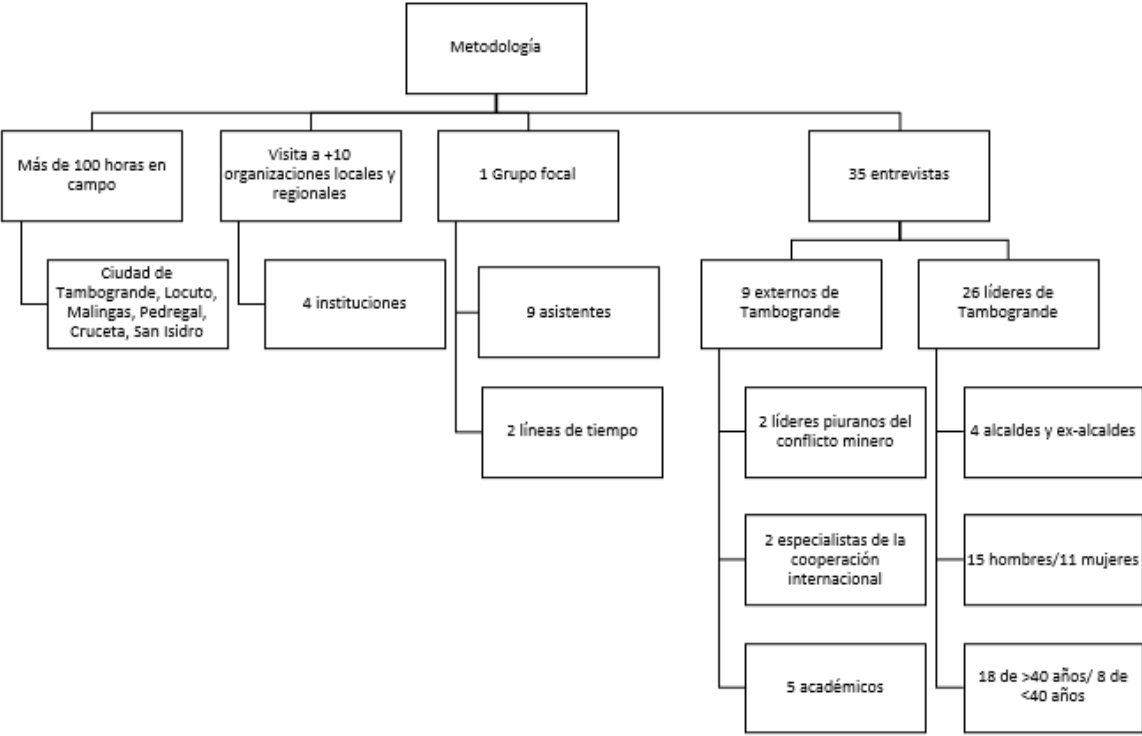 Metodología
Más de 100 horas en
campo
Visita a +10
organizaciones locales y
regionales
1 Grupo focal
35 entrevistas
Ciudad de
Tambogrande, Locuto,
Malingas, Pedregal,
Cruceta, San Isidro
4 instituciones
9 asistentes
2 líneas de tiempo
9 externos de
Tambogrande
26 líderes de
Tambogrande
2 líderes piuranos del
conflicto minero
2 especialistas de la
cooperación
internacional
5 académicos
4 alcaldes y ex-alcaldes
15 hombres/11 mujeres
18 de >40 años/ 8 de
<40 años